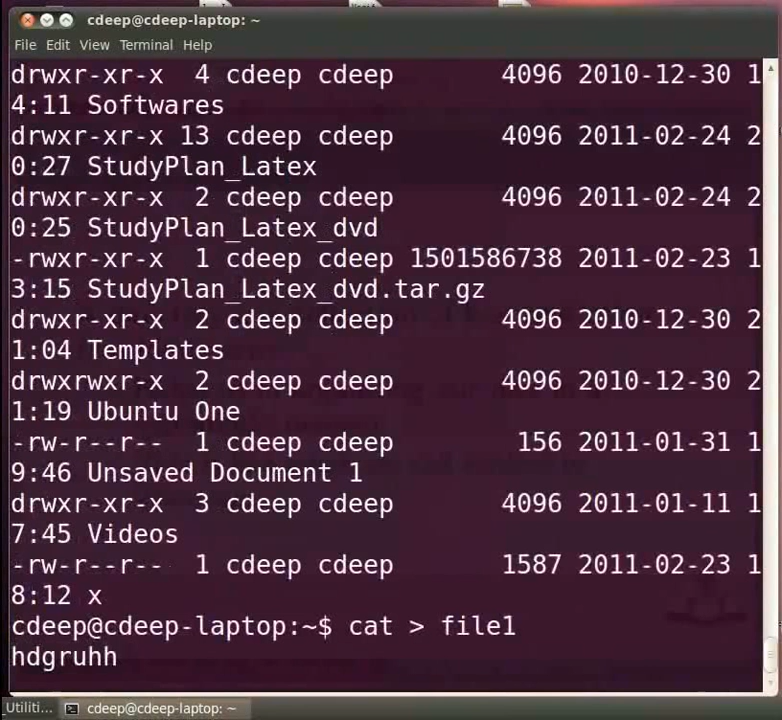 cdeep@cdeep-laptop: ~
File Edit View Terminal Help
drwxr-xr-x 4 cdeep cdeep 4096 2010-12-30 1
4:11 Softwares
drwxr-xr-x 13 cdeep cdeep 4096 2011-02-24 2
0:27 StudyPlan_Latex
drwxr-xr-x 2 cdeep cdeep 4096 2011-02-24 2
0:25 StudyPlan_Latex_dvd
-rwxr-xr-x 1 cdeep cdeep 1501586738 2011-02-23 1
3:15 StudyPlan_Latex_dvd.tar.gz
drwxr-xr-x 2 cdeep cdeep 4096 2010-12-30 2
1:04 Templates
drwxrwxr-x 2 cdeep cdeep 4096 2010-12-30 2
1:19 Ubuntu One
-rw-r--r-- 1 cdeep cdeep 156 2011-01-31 1
9:46 Unsaved Document 1
drwxr-xr-x 3 cdeep cdeep 4096 2011-01-11 1
7:45 Videos
-rw-r--r-- 1 cdeep cdeep 1587 2011-02-23 1
8:12 x
cdeep@cdeep-laptop:~$ cat > file1
hdgruhh
Utiliti... cdeep@cdeep-laptop: ~